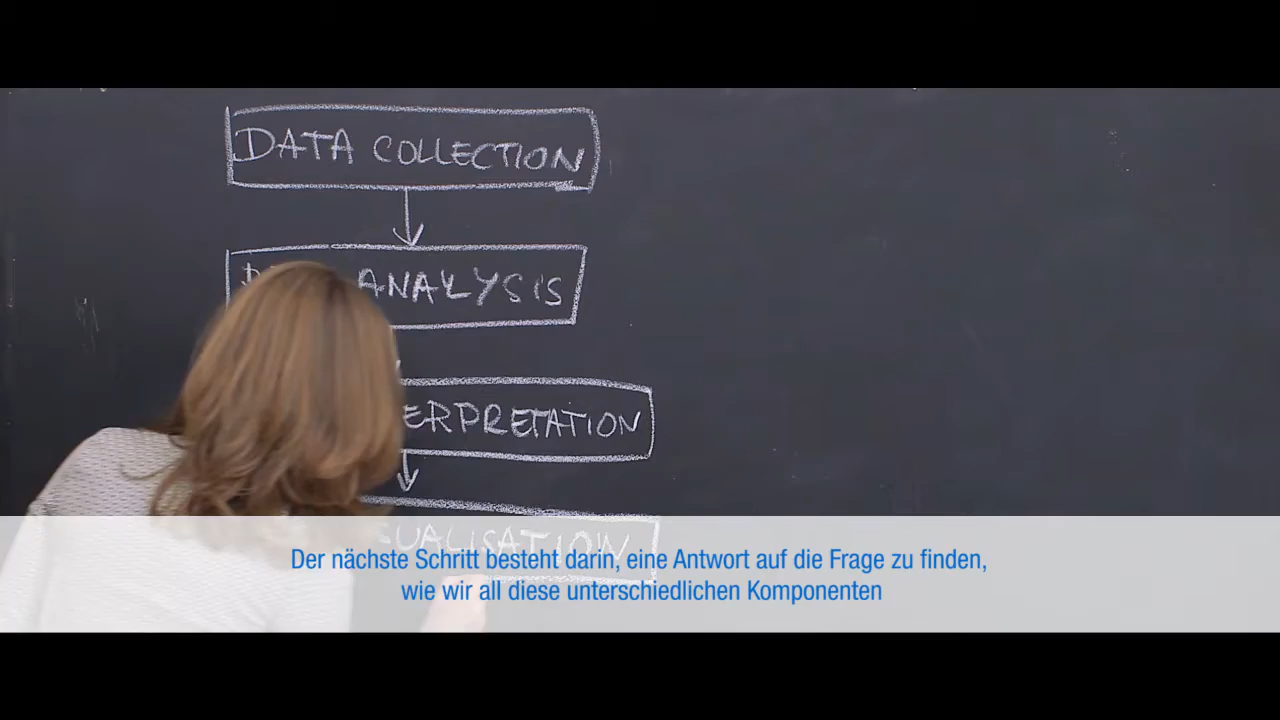 DATA COLLECTION
ANALYSIS
ERPRETATION
UALISATION
Der nächste Schritt besteht darin, eine Antwort auf die Frage zu finden,
wie wir all diese unterschiedlichen Komponenten